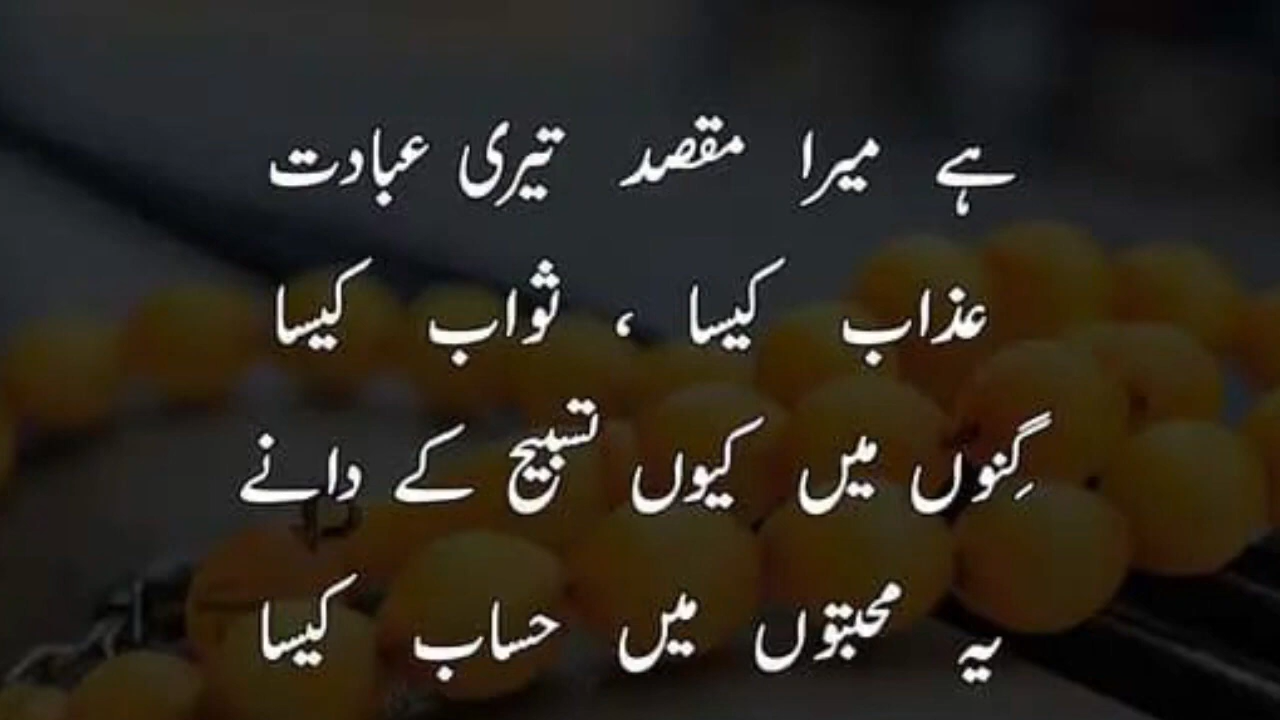 ہے میرا مقصد تیری عبادت
عذاب کیسا ، ثواب کیسا
گِنوں میں کیوں تسبیح کے دانے
یہ محبتوں میں حساب کیسا